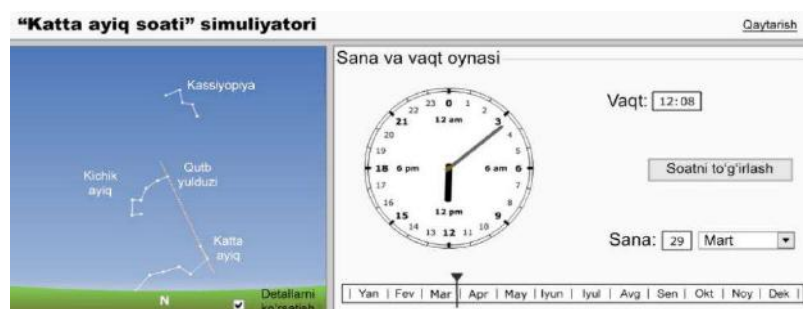 “Katta ayiq soati” simuliyatori
Qaytarish
Kassiyopiya
Kichik
ayiq
Qutb
yulduzi
Katta
ayiq
N
Detallarni
ko'rsatish
Sana va vaqt oynasi
0
1
2
3
4
5
6
7
8
9
10
11
12
13
14
15
16
17
18
19
20
21
22
23
12 am
6 am
12 pm
6 pm
Vaqt: 12:08
Soatni to'g'irlash
Sana: 29 Mart
| Yan | Fev | Mar | Apr | May | Iyun | Iyul | Avg | Sen | Okt | Noy | Dek |